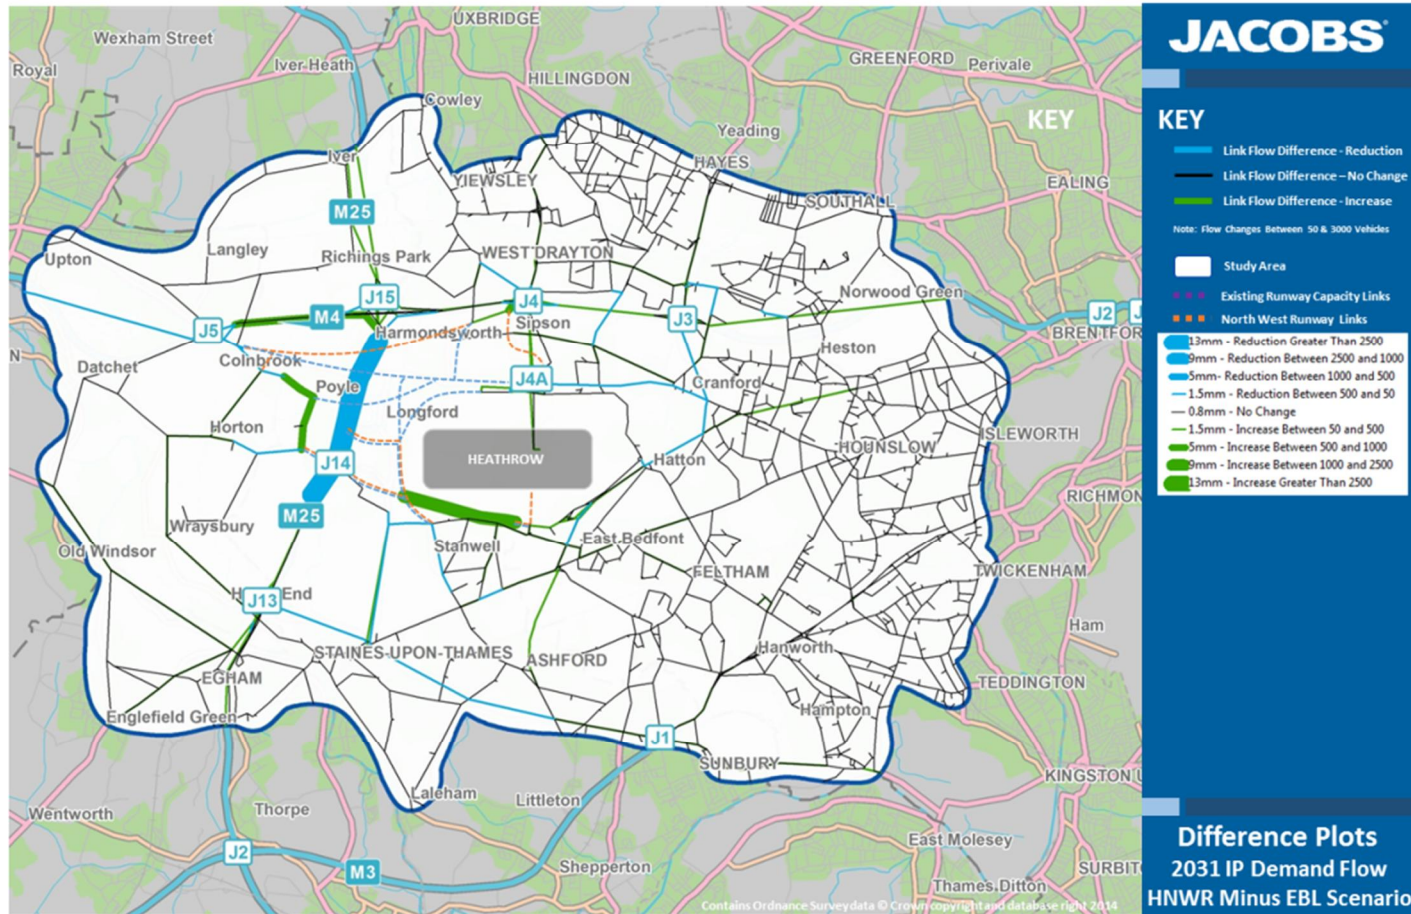 UXBRIDGE
Wexham Street
Iver Heath
Royal
HILLINGDON
GREENFORD
Perivale
Cowley
Yeading
KEY
Iver
HAYES
YIEWSLEY
EALING
SOUTHALL
M25
Langley
Richings Park
WEST DRAYTON
Upton
J15
J4
Norwood Green
J2
J
M4
J5
Harmondsworth
Sipson
J3
BRENTFOR
N
Heston
Datchet
Colnbrook
Poyle
J4A
Cranford
Longford
Horton
HOUNSLOW
ISLEWORTH
J14
HEATHROW
Hatton
RICHMON
M25
Wraysbury
Old Windsor
Stanwell
East Bedfont
FELTHAM
TWICKENHAM
H
End
J13
Ham
STAINES-UPON-THAMES
ASHFORD
Hanworth
EGHAM
TEDDINGTON
Englefield Green
Hampton
J1
SUNBURY
KINGSTON U
Laleham
Littleton
Wentworth
Thorpe
East Molesey
J2
M3
Shepperton
SURBIT
Thames Ditton
Contains Ordnance Survey data © Crown copyright and database right 2014
JACOBS®
KEY
Link Flow Difference - Reduction
Link Flow Difference – No Change
Link Flow Difference - Increase
Note: Flow Changes Between 50 & 3000 Vehicles
Study Area
Existing Runway Capacity Links
North West Runway Links
13mm - Reduction Greater Than 2500
9mm - Reduction Between 2500 and 1000
5mm- Reduction Between 1000 and 500
1.5mm - Reduction Between 500 and 50
0.8mm - No Change
1.5mm - Increase Between 50 and 500
5mm - Increase Between 500 and 1000
9mm - Increase Between 1000 and 2500
13mm - Increase Greater Than 2500
Difference Plots
2031 IP Demand Flow
HNWR Minus EBL Scenario